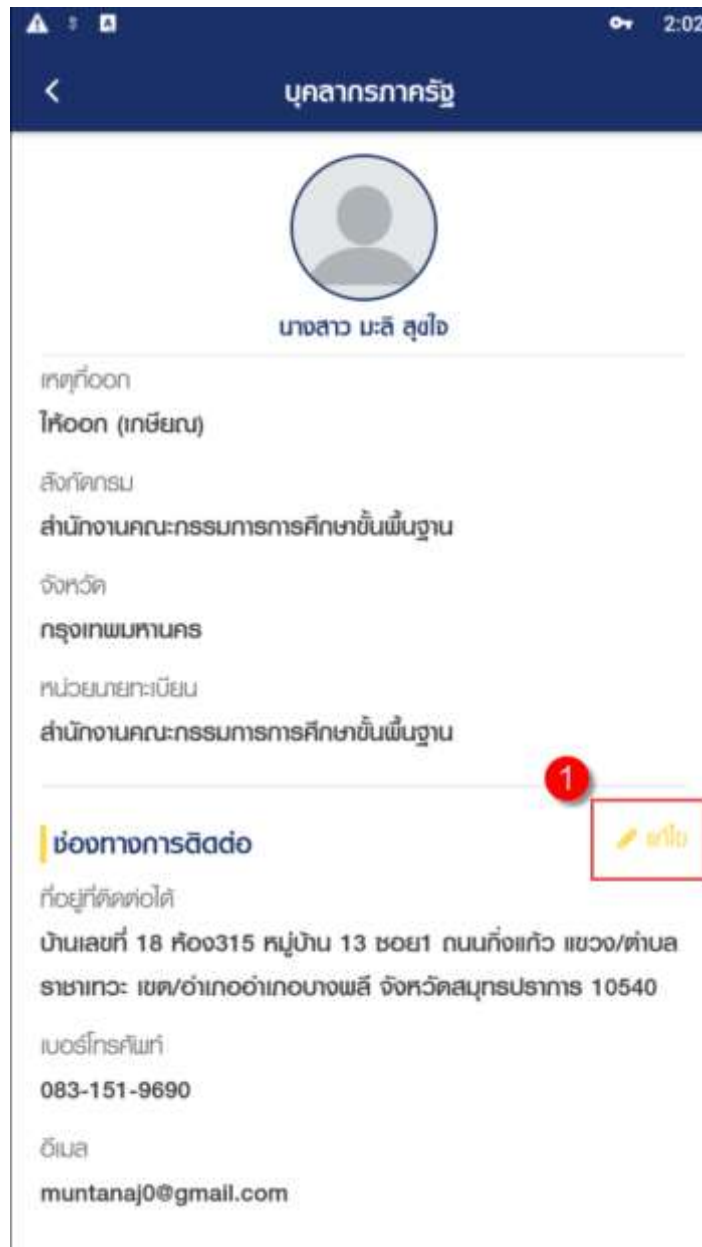 2:02
บุคลากรภาครัฐ
นางสาว มะลิ สุขใจ
เหตุที่ออก
ให้ออก (เกษียณ)
สังกัดกรม
สำนักงานคณะกรรมการการศึกษาขั้นพื้นฐาน
จังหวัด
กรุงเทพมหานคร
หน่วยนายทะเบียน
สำนักงานคณะกรรมการการศึกษาขั้นพื้นฐาน
1
ช่องทางการติดต่อ
แก้ไข
ที่อยู่ที่ติดต่อได้
บ้านเลขที่ 18 ห้อง315 หมู่บ้าน 13 ซอย1 ถนนกิ่งแก้ว แขวง/ตำบล
ราชาเทวะ เขต/อำเภออำเภอบางพลี จังหวัดสมุทรปราการ 10540
เบอร์โทรศัพท์
083-151-9690
อีเมล
muntanaj0@gmail.com